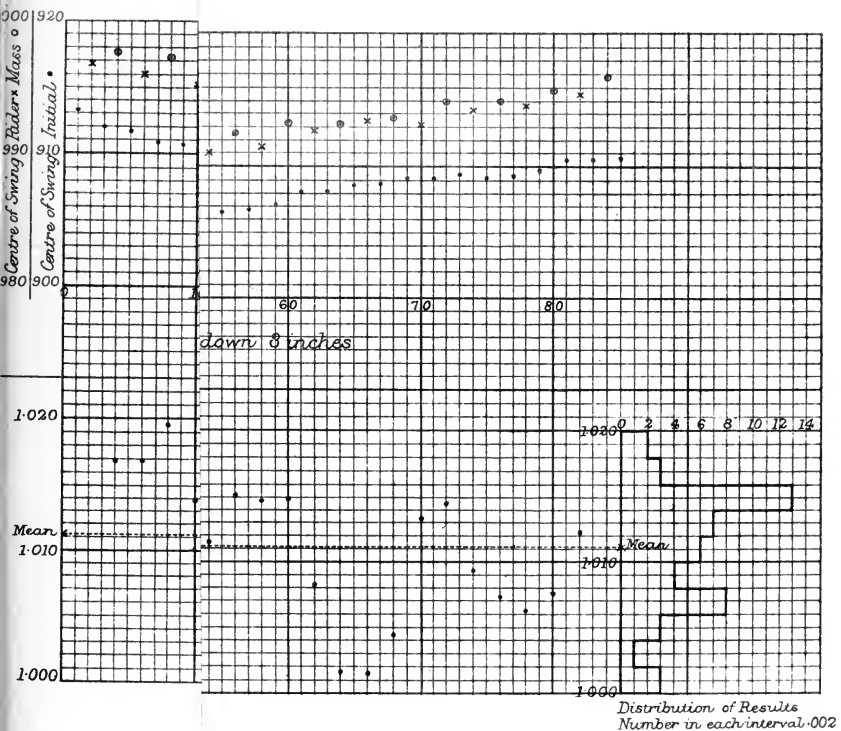 900 920
Centre of Swing Rider × Mass o
Centre of Swing Initial •
990 910
980 900
0
60 70 80
down 8 inches
1·020
Mean
1·010
1·000
0 2 4 6 8 10 12 14
1·020
Mean
1·010
1·000
Distribution of Results
Number in each interval ·002